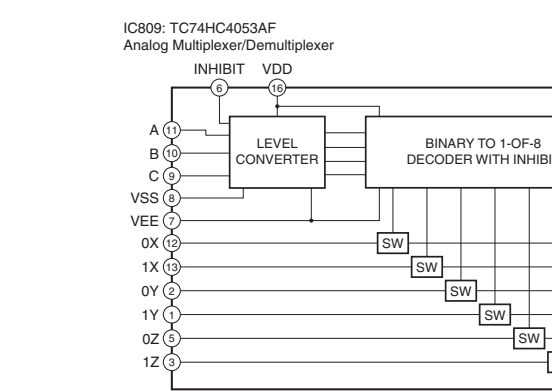 IC809: TC74HC4053AF
Analog Multiplexer/Demultiplexer
INHIBIT VDD
6 16
A 11
B 10
C 9
VSS 8
VEE 7
0X 12
1X 13
0Y 2
1Y 1
0Z 5
1Z 3
LEVEL
CONVERTER
BINARY TO 1-OF-8
DECODER WITH INHIBI
SW
SW
SW
SW
SW